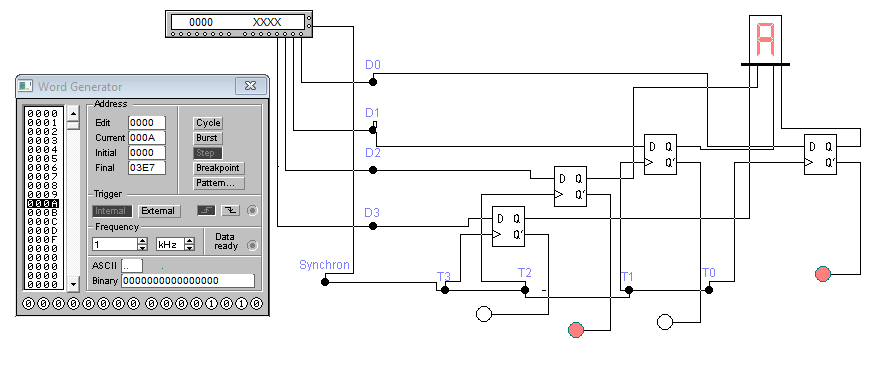 0000 XXXX
Word Generator
0000
0001
0002
0003
0004
0005
0006
0007
0008
0009
000A
000B
000C
000D
000E
000F
0000
0000
0000
0000
Address
Edit 0000
Current 000A
Initial 0000
Final 03E7
Cycle
Burst
Step
Breakpoint
Pattern...
Trigger
Internal
External
Frequency
1 kHz
Data ready
ASCII ..
Binary 0000000000000000
0 0 0 0 0 0 0 0 0 0 0 0 1 0 1 0
D0
D1
D2
D3
Synchron
T3
T2
T1
T0
D Q
Q'
D Q
Q'
D Q
Q'
D Q
Q'
A